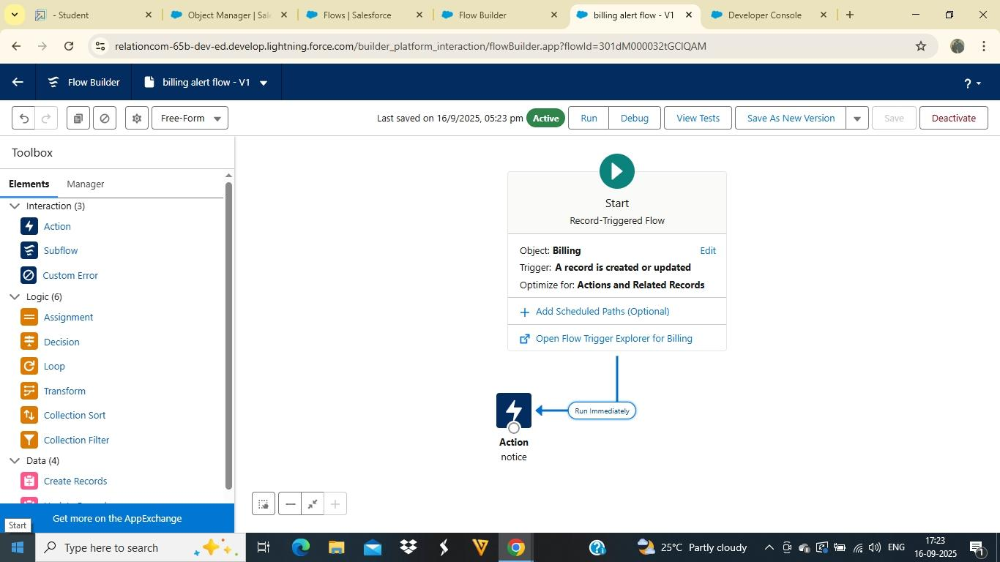 - Student
Object Manager | Sal
Flows | Salesforce
Flow Builder
billing alert flow - V1
Developer Console
relationcom-65b-dev-ed.develop.lightning.force.com/builder_platform_interaction/flowBuilder.app?flowId=301dM000032tGCIQAM
Flow Builder
billing alert flow - V1
?
Free-Form
Last saved on 16/9/2025, 05:23 pm
Active
Run
Debug
View Tests
Save As New Version
Save
Deactivate
Toolbox
Elements
Manager
Interaction (3)
Action
Subflow
Custom Error
Logic (6)
Assignment
Decision
Loop
Transform
Collection Sort
Collection Filter
Data (4)
Create Records
Get more on the AppExchange
Start
Start
Record-Triggered Flow
Object: Billing
Edit
Trigger: A record is created or updated
Optimize for: Actions and Related Records
Add Scheduled Paths (Optional)
Open Flow Trigger Explorer for Billing
Run Immediately
Action
notice
Type here to search
25°C Partly cloudy
ENG
17:23
16-09-2025
1